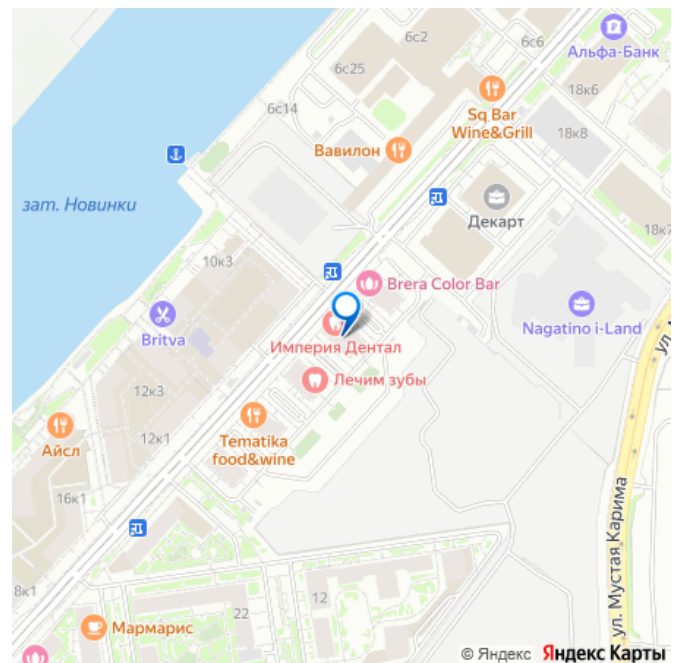 6с2
6с6
Альфа-Банк
6с25
18к6
6с14
Sq Bar
Wine&Grill
18к8
Вавилон
зат. Новинки
Декарт
18к7
10к3
Brera Color Bar
Britva
Nagatino i-Land
Империя Дентал
ул. М
Лечим зубы
12к3
Айсл
12к1
Tematika
food&wine
16к1
ул. Мустая Карима
8к1
22
12
Мармарис
© Яндекс Яндекс Карты